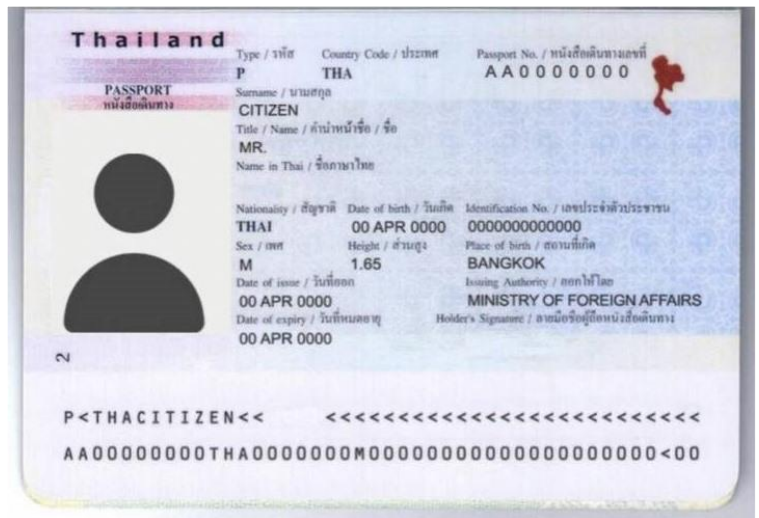 Thailand
PASSPORT
หนังสือเดินทาง
Type / รหัส Country Code / ประเทศ Passport No. / หนังสือเดินทางเลขที่
P THA AA0000000
Surname / นามสกุล
CITIZEN
Title / Name / คำนำหน้าชื่อ / ชื่อ
MR.
Name in Thai / ชื่อภาษาไทย
Nationality / สัญชาติ Date of birth / วันเกิด Identification No. / เลขประจำตัวประชาชน
THAI 00 APR 0000 0000000000000
Sex / เพศ Height / ส่วนสูง Place of birth / สถานที่เกิด
M 1.65 BANGKOK
Date of issue / วันที่ออก Issuing Authority / ออกให้โดย
00 APR 0000 MINISTRY OF FOREIGN AFFAIRS
Date of expiry / วันที่หมดอายุ Holder's Signature / ลายมือชื่อผู้ถือหนังสือเดินทาง
00 APR 0000
2
P<THACITIZEN<< <<<<<<<<<<<<<<<<<<<<<<<<<<
AA00000000THA0000000M0000000000000000000000<00